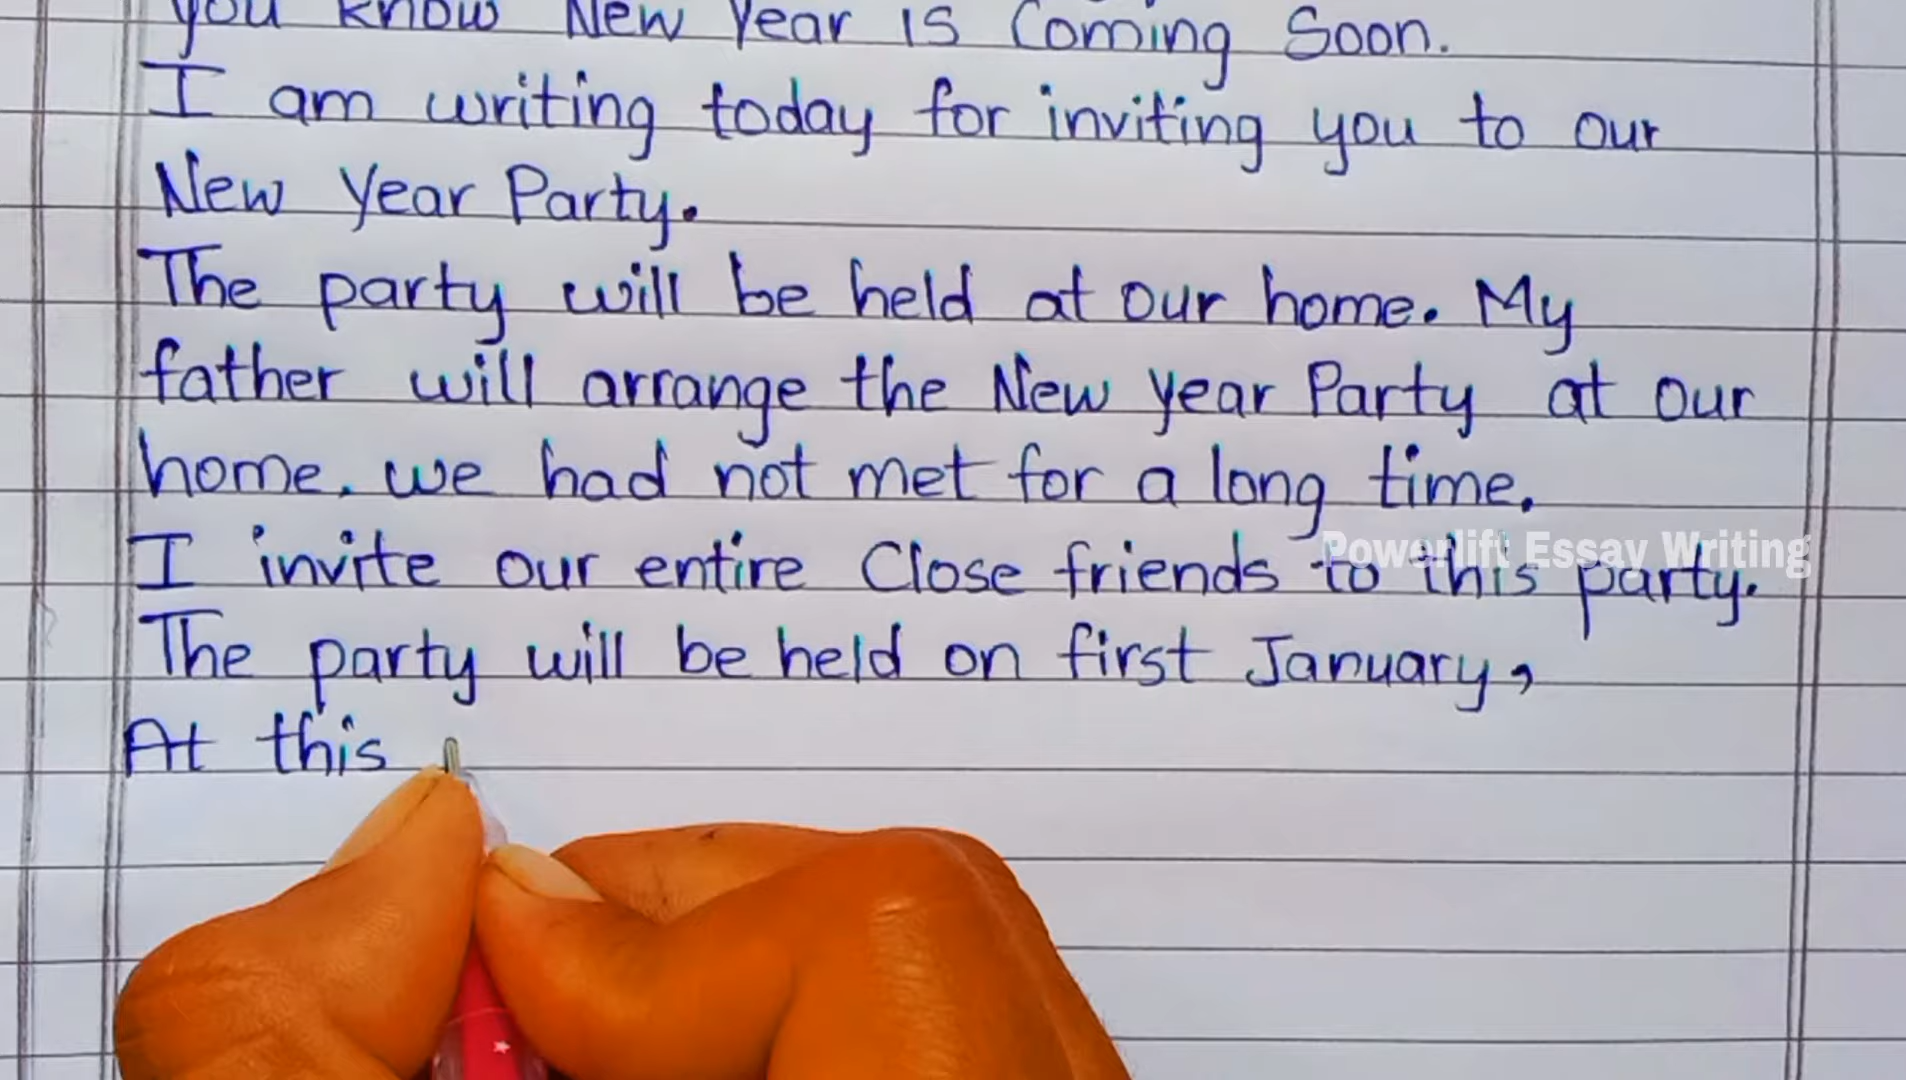 you know New Year is Coming Soon.
I am writing today for inviting you to our
New Year Party.
The party will be held at our home. My
father will arrange the New Year Party at our
home. we had not met for a long time.
I invite our entire Close friends to this party.
Powerlift Essay Writing
The party will be held on first January,
At this